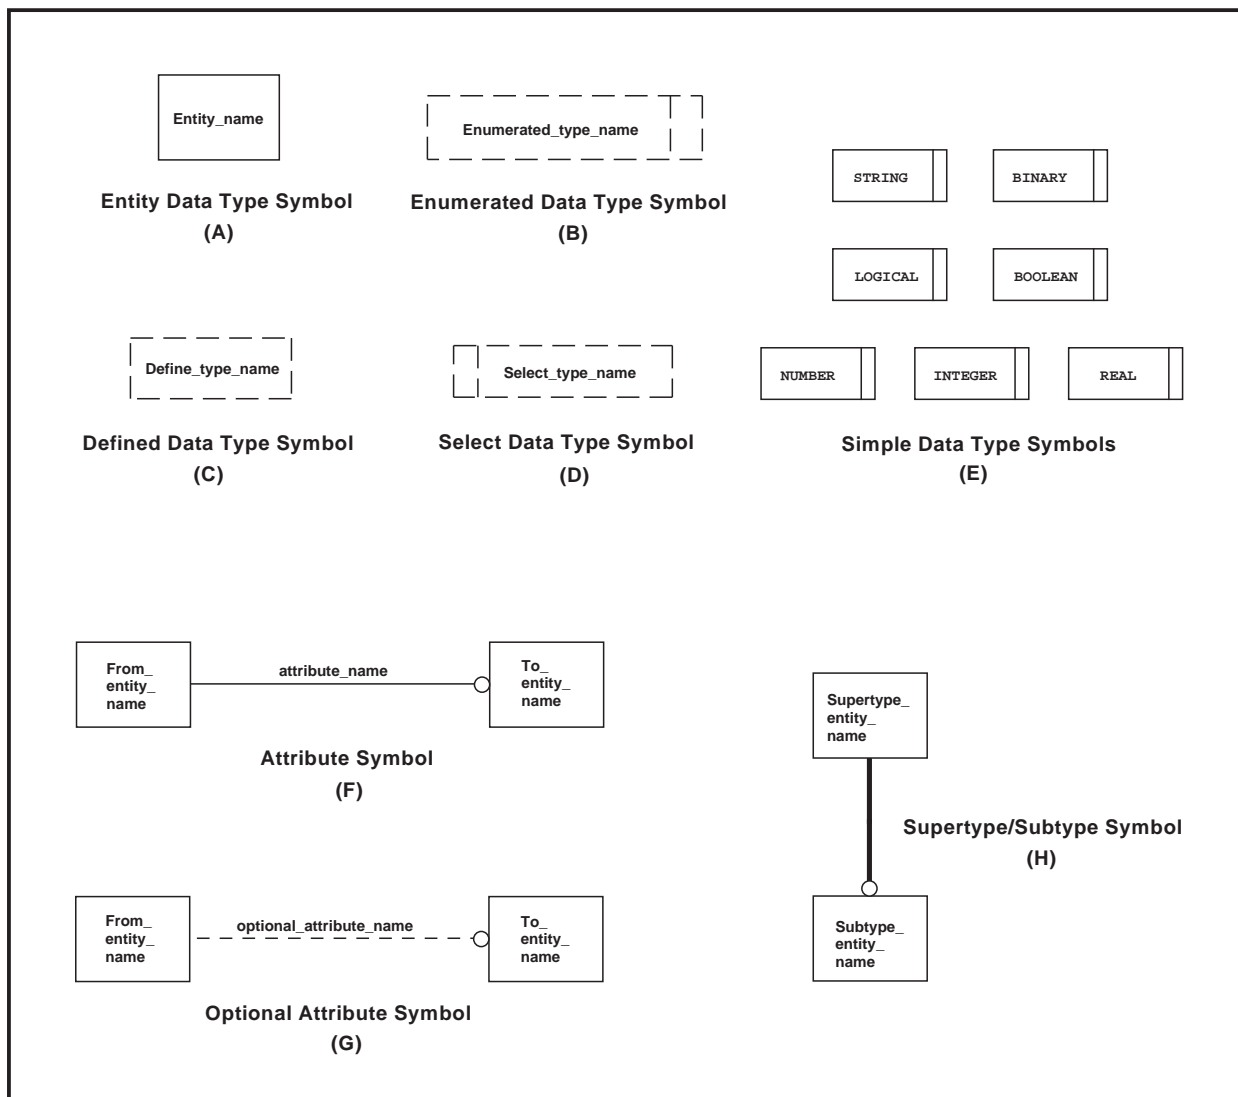 Entity_name
Entity Data Type Symbol
(A)
Enumerated_type_name
Enumerated Data Type Symbol
(B)
Define_type_name
Defined Data Type Symbol
(C)
Select_type_name
Select Data Type Symbol
(D)
STRING
BINARY
LOGICAL
BOOLEAN
NUMBER
INTEGER
REAL
Simple Data Type Symbols
(E)
From_
entity_
name
attribute_name
To_
entity_
name
Attribute Symbol
(F)
From_
entity_
name
optional_attribute_name
To_
entity_
name
Optional Attribute Symbol
(G)
Supertype_
entity_
name
Supertype/Subtype Symbol
(H)
Subtype_
entity_
name